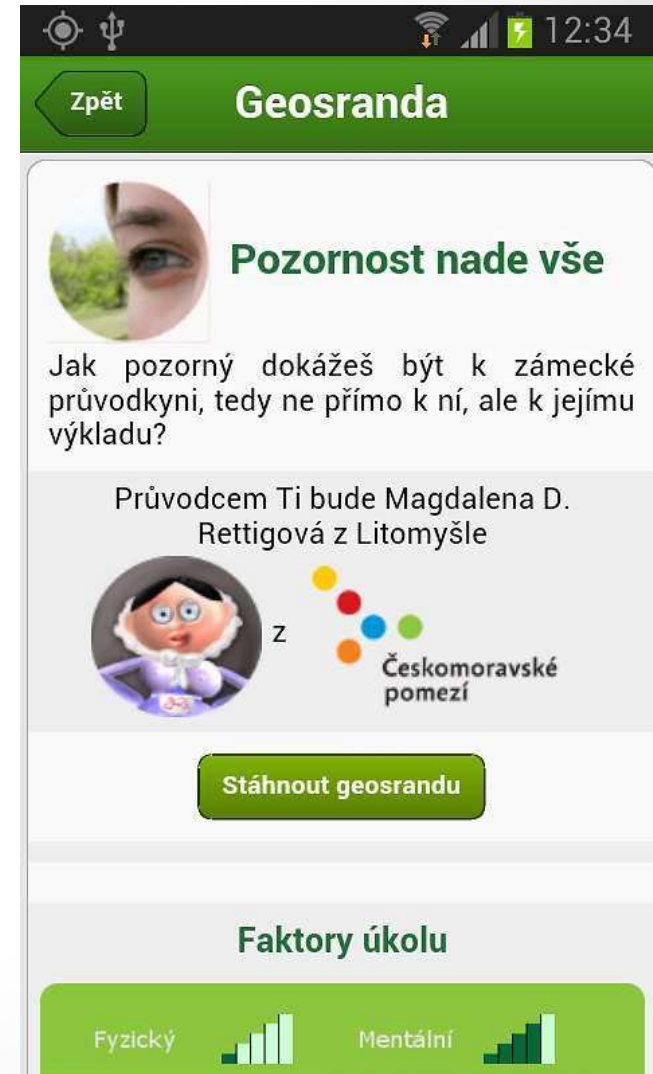 12:34
Zpět
Geosranda
Pozornost nade vše
Jak pozorný dokážeš být k zámecké
průvodkyni, tedy ne přímo k ní, ale k jejímu
výkladu?
Průvodcem Ti bude Magdalena D.
Rettigová z Litomyšle
z
Českomoravské
pomezí
Stáhnout geosrandu
Faktory úkolu
Fyzický
Mentální